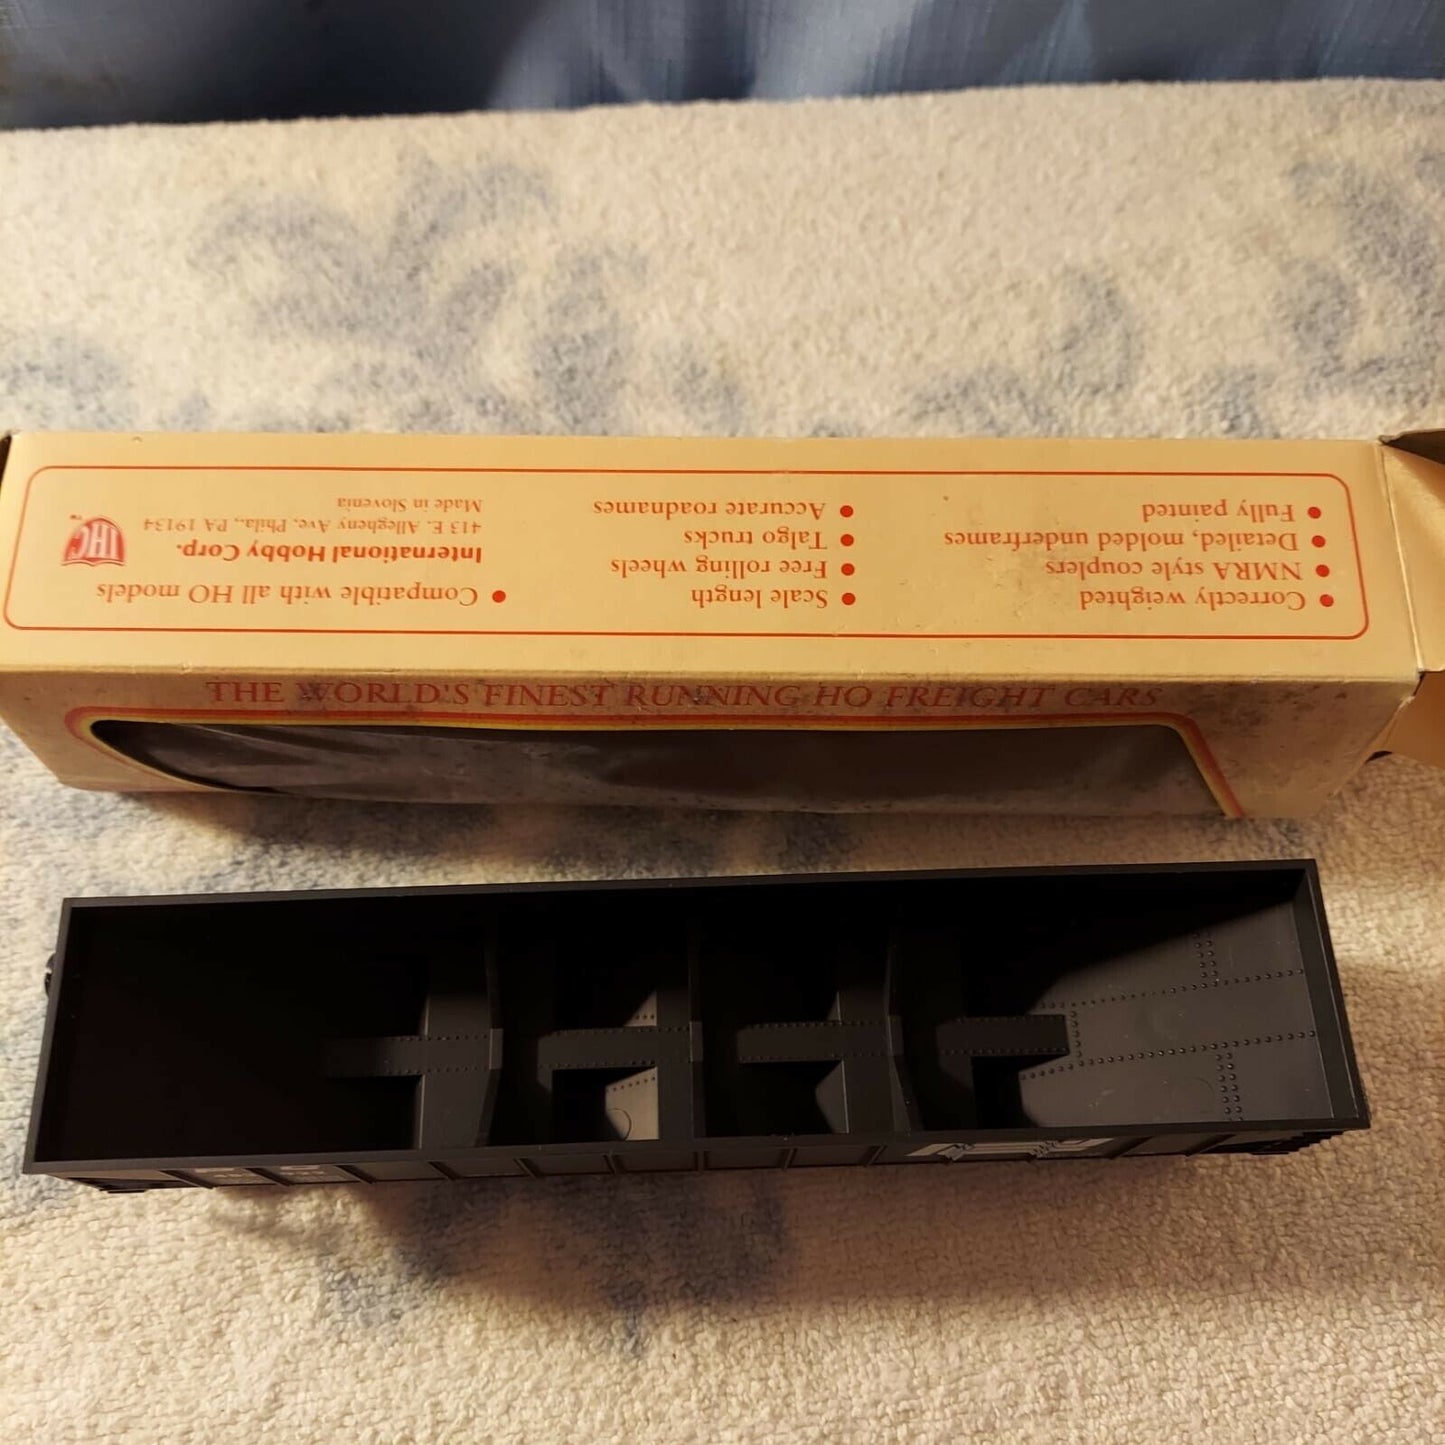 • Correctly weighted
• NMRA style couplers
• Detailed, molded underframes
• Fully painted
• Scale length
• Free rolling wheels
• Talgo trucks
• Accurate roadnames
• Compatible with all HO models
International Hobby Corp.
413 E. Allegheny Ave, Phila., PA 19134
Made in Slovenia
IHC™
THE WORLD'S FINEST RUNNING HO FREIGHT CARS